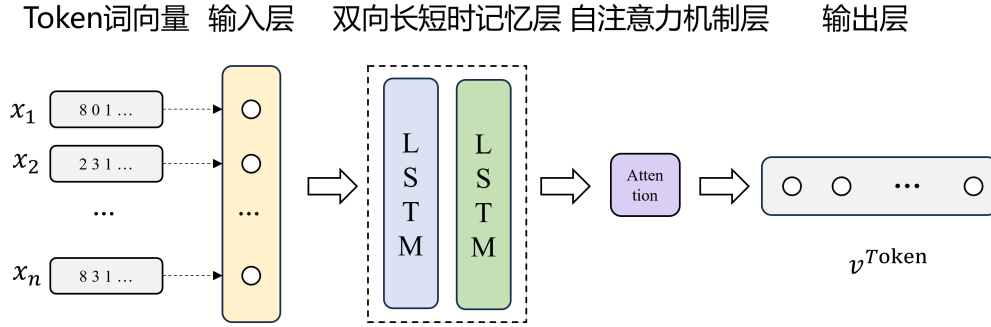 Token词向量 输入层 双向长短时记忆层 自注意力机制层 输出层
x₁ 8 0 1 ...
x₂ 2 3 1 ...
... ...
xₙ 8 3 1 ...
L
S
T
M
L
S
T
M
Atten
tion
...
v^Token